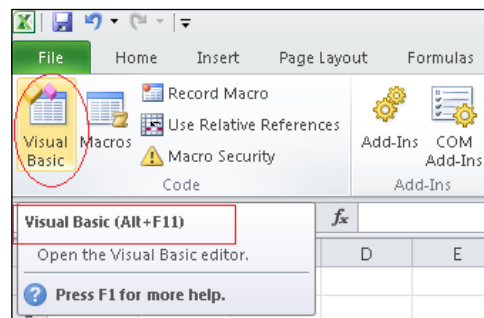 File Home Insert Page Layout Formulas
Record Macro
Use Relative References
Macro Security
Visual Basic
Macros
Add-Ins
COM Add-Ins
Code
Add-Ins
Visual Basic (Alt+F11)
Open the Visual Basic editor.
Press F1 for more help.
fx
D E